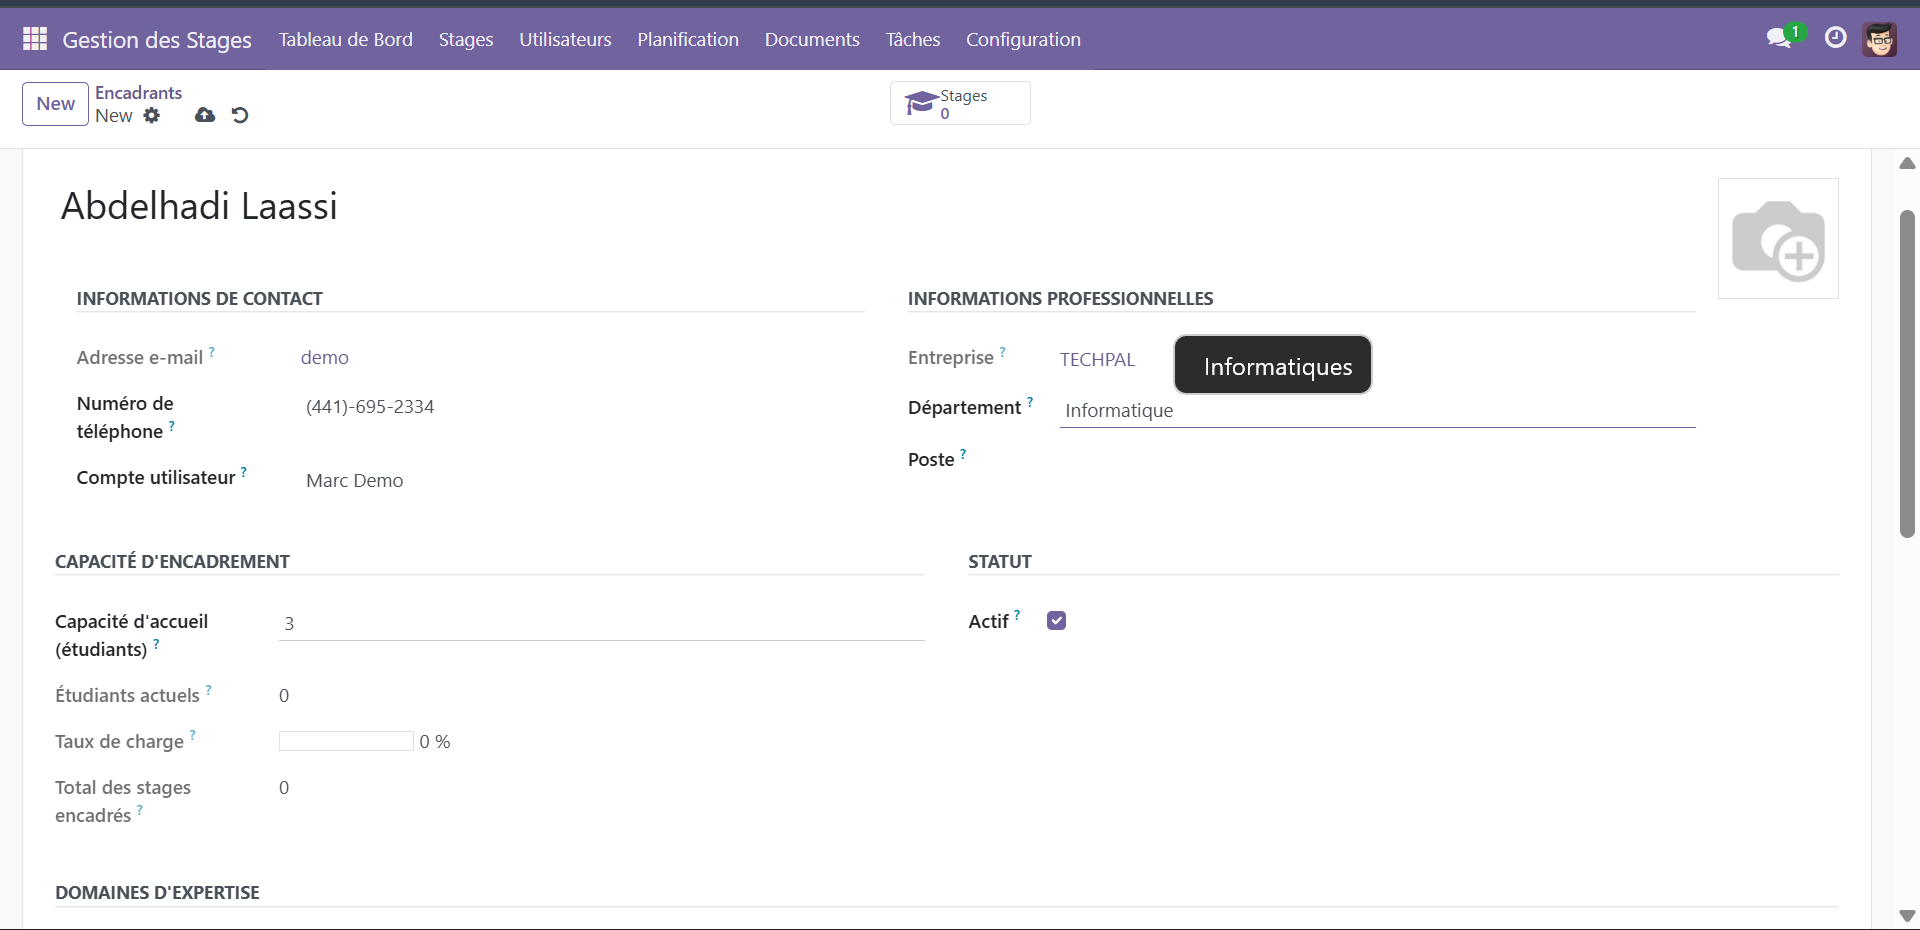 Gestion des Stages Tableau de Bord Stages Utilisateurs Planification Documents Tâches Configuration 1
New Encadrants
New
Stages
0
Abdelhadi Laassi
INFORMATIONS DE CONTACT
Adresse e-mail ? demo
Numéro de téléphone ? (441)-695-2334
Compte utilisateur ? Marc Demo
INFORMATIONS PROFESSIONNELLES
Entreprise ? TECHPAL
Informatiques
Département ? Informatique
Poste ?
CAPACITÉ D'ENCADREMENT
Capacité d'accueil (étudiants) ? 3
Étudiants actuels ? 0
Taux de charge ? 0 %
Total des stages encadrés ? 0
STATUT
Actif ?
DOMAINES D'EXPERTISE